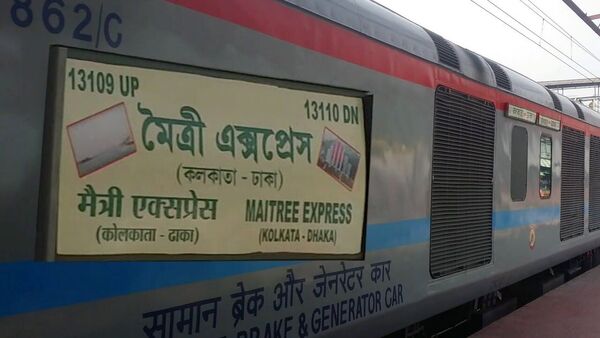 862/C
13109 UP
13110 DN
মৈত্রী এক্সপ্রেস
(কলকাতা - ঢাকা)
मैत्री एक्सप्रेस
(कोलकाता - ढाका)
MAITREE EXPRESS
(KOLKATA - DHAKA)
सामान ब्रेक और जेनरेटर कार
BRAKE & GENERATOR CAR